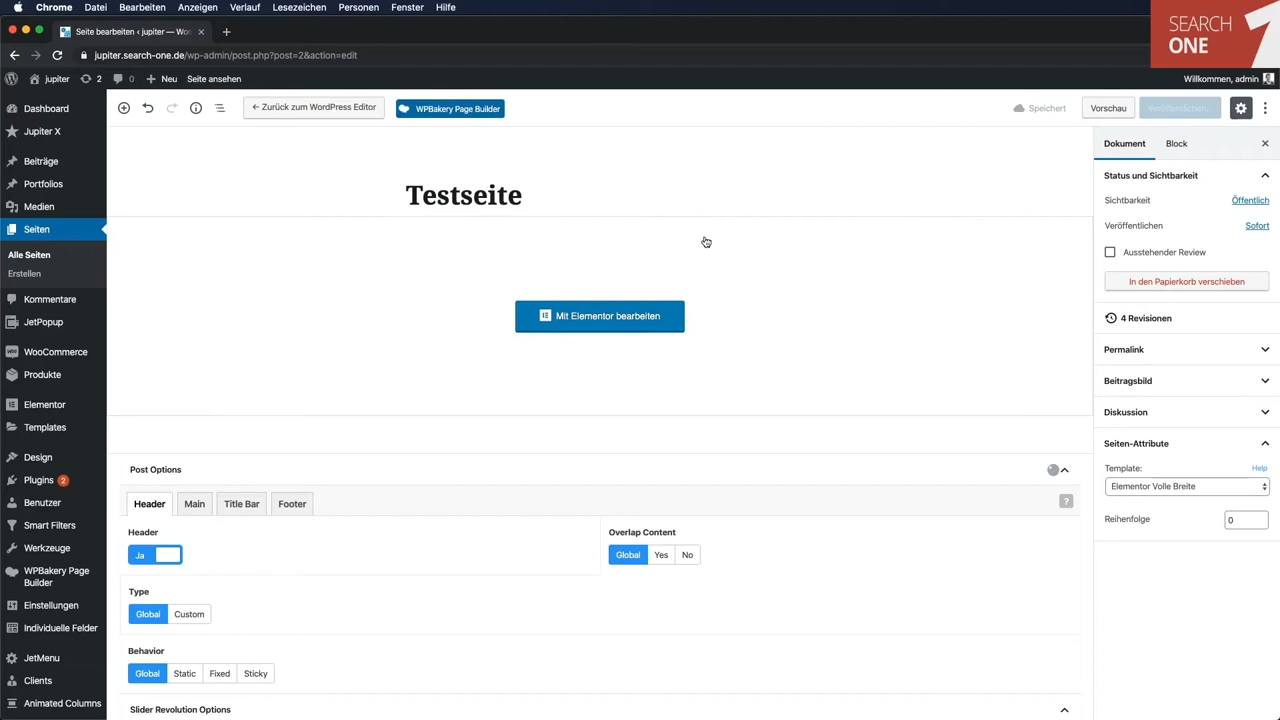 Chrome Datei Bearbeiten Anzeigen Verlauf Lesezeichen Personen Fenster Hilfe
SEARCH
ONE
Seite bearbeiten ‹ jupiter — Wor
jupiter.search-one.de/wp-admin/post.php?post=2&action=edit
jupiter 2 0 Neu Seite ansehen
Willkommen, admin
← Zurück zum WordPress Editor
WPBakery Page Builder
Speichert
Vorschau
Dashboard
Jupiter X
Beiträge
Portfolios
Medien
Seiten
Alle Seiten
Erstellen
Kommentare
JetPopup
WooCommerce
Produkte
Elementor
Templates
Design
Plugins 2
Benutzer
Smart Filters
Werkzeuge
WPBakery Page
Builder
Einstellungen
Individuelle Felder
JetMenu
Clients
Animated Columns
Testseite
Mit Elementor bearbeiten
Post Options
Header Main Title Bar Footer
?
Header
Ja
Overlap Content
Global Yes No
Type
Global Custom
Behavior
Global Static Fixed Sticky
Slider Revolution Options
Dokument Block
Status und Sichtbarkeit
Sichtbarkeit Öffentlich
Veröffentlichen Sofort
Ausstehender Review
In den Papierkorb verschieben
4 Revisionen
Permalink
Beitragsbild
Diskussion
Seiten-Attribute
Template: Help
Elementor Volle Breite
Reihenfolge 0